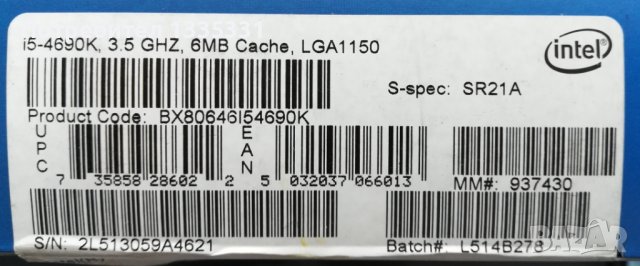 i5-4690K, 3.5 GHZ, 6MB Cache, LGA1150
intel
S-spec: SR21A
Product Code: BX80646I54690K
UPC
EAN
7 35858 28602 2 5 032037 066013
MM#: 937430
S/N: 2L513059A4621
Batch#: L514B278
BAZAR